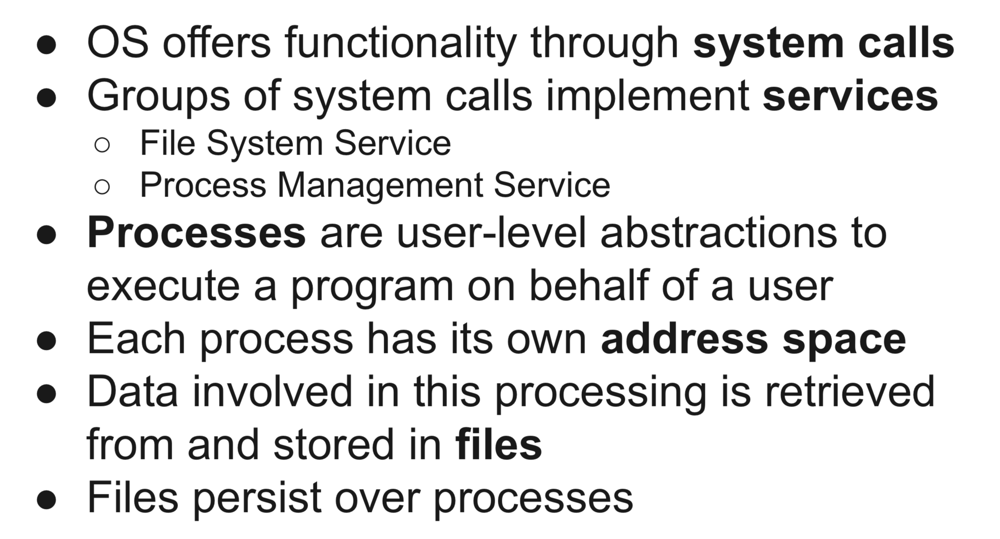 ● OS offers functionality through system calls
● Groups of system calls implement services
○ File System Service
○ Process Management Service
● Processes are user-level abstractions to
execute a program on behalf of a user
● Each process has its own address space
● Data involved in this processing is retrieved
from and stored in files
● Files persist over processes